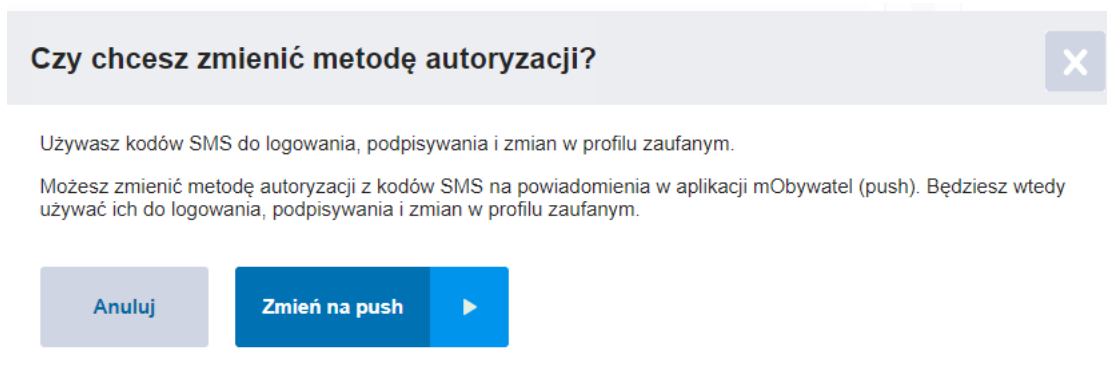 Czy chcesz zmienić metodę autoryzacji?
Używasz kodów SMS do logowania, podpisywania i zmian w profilu zaufanym.
Możesz zmienić metodę autoryzacji z kodów SMS na powiadomienia w aplikacji mObywatel (push). Będziesz wtedy
używać ich do logowania, podpisywania i zmian w profilu zaufanym.
Anuluj
Zmień na push